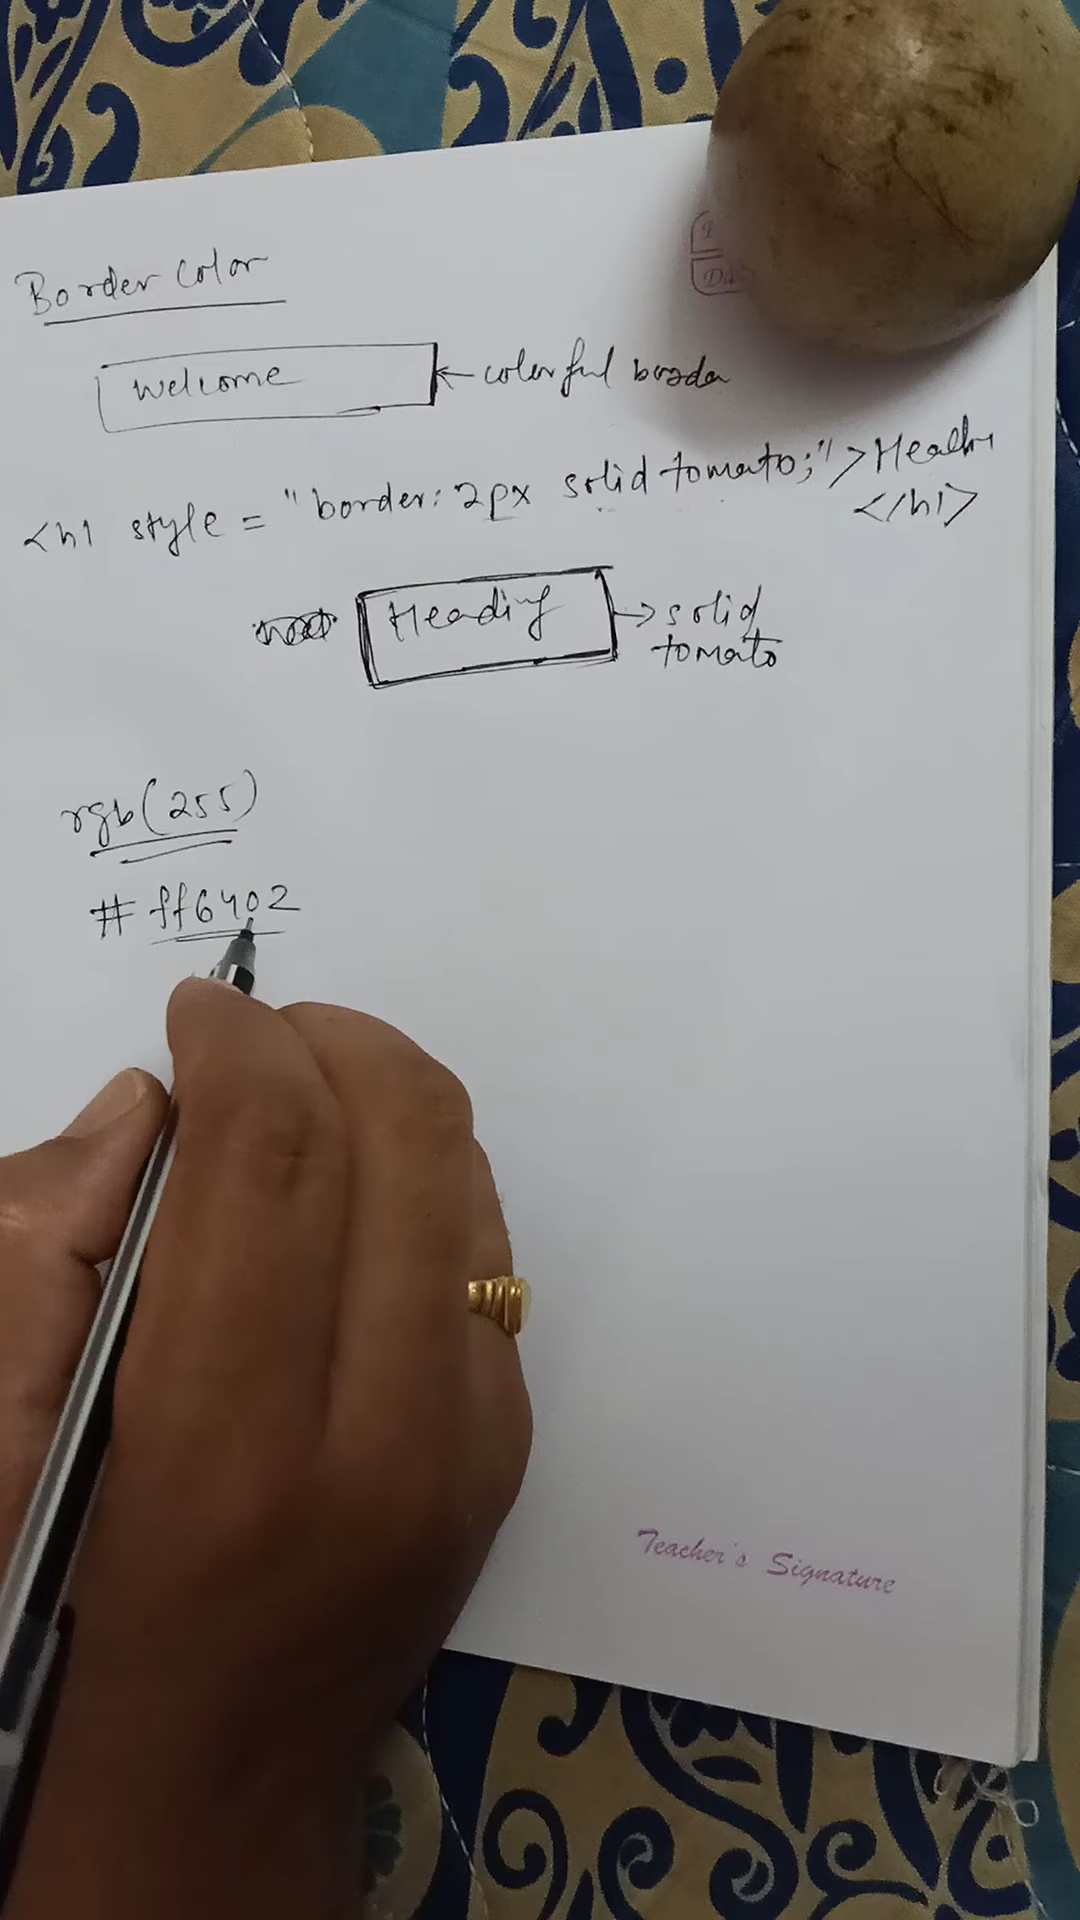 Border Color
Welcome ← colorful border
<h1 style = "border: 2px solid tomato;">
</h1>
Heading → solid
tomato
rgb(255)
#ff6402
Teacher's Signature